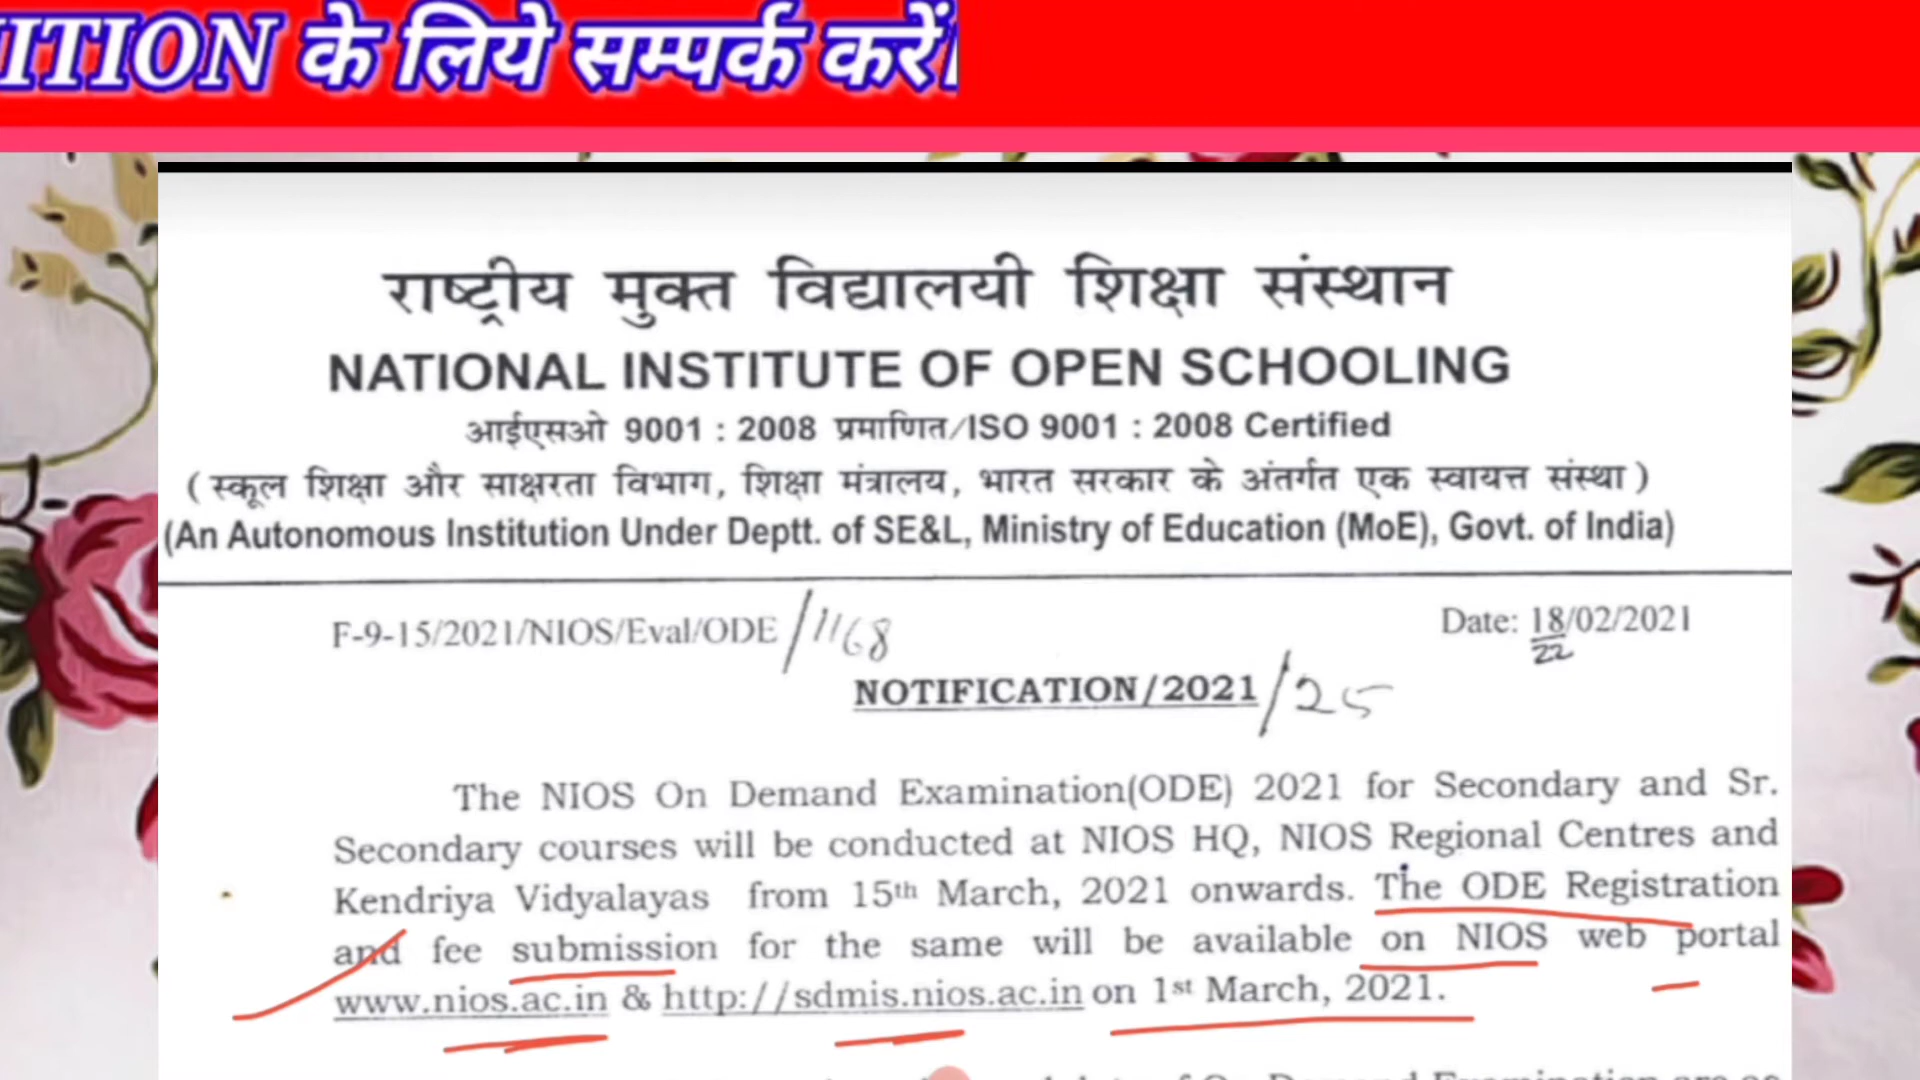 ITION के लिये सम्पर्क करें।
राष्ट्रीय मुक्त विद्यालयी शिक्षा संस्थान
NATIONAL INSTITUTE OF OPEN SCHOOLING
आईएसओ 9001 : 2008 प्रमाणित/ISO 9001 : 2008 Certified
(स्कूल शिक्षा और साक्षरता विभाग, शिक्षा मंत्रालय, भारत सरकार के अंतर्गत एक स्वायत्त संस्था)
(An Autonomous Institution Under Deptt. of SE&L, Ministry of Education (MoE), Govt. of India)
F-9-15/2021/NIOS/Eval/ODE /1168 Date: 18/02/2021
22
NOTIFICATION/2021/25
The NIOS On Demand Examination(ODE) 2021 for Secondary and Sr.
Secondary courses will be conducted at NIOS HQ, NIOS Regional Centres and
Kendriya Vidyalayas from 15th March, 2021 onwards. The ODE Registration
and fee submission for the same will be available on NIOS web portal
www.nios.ac.in & http://sdmis.nios.ac.in on 1st March, 2021.